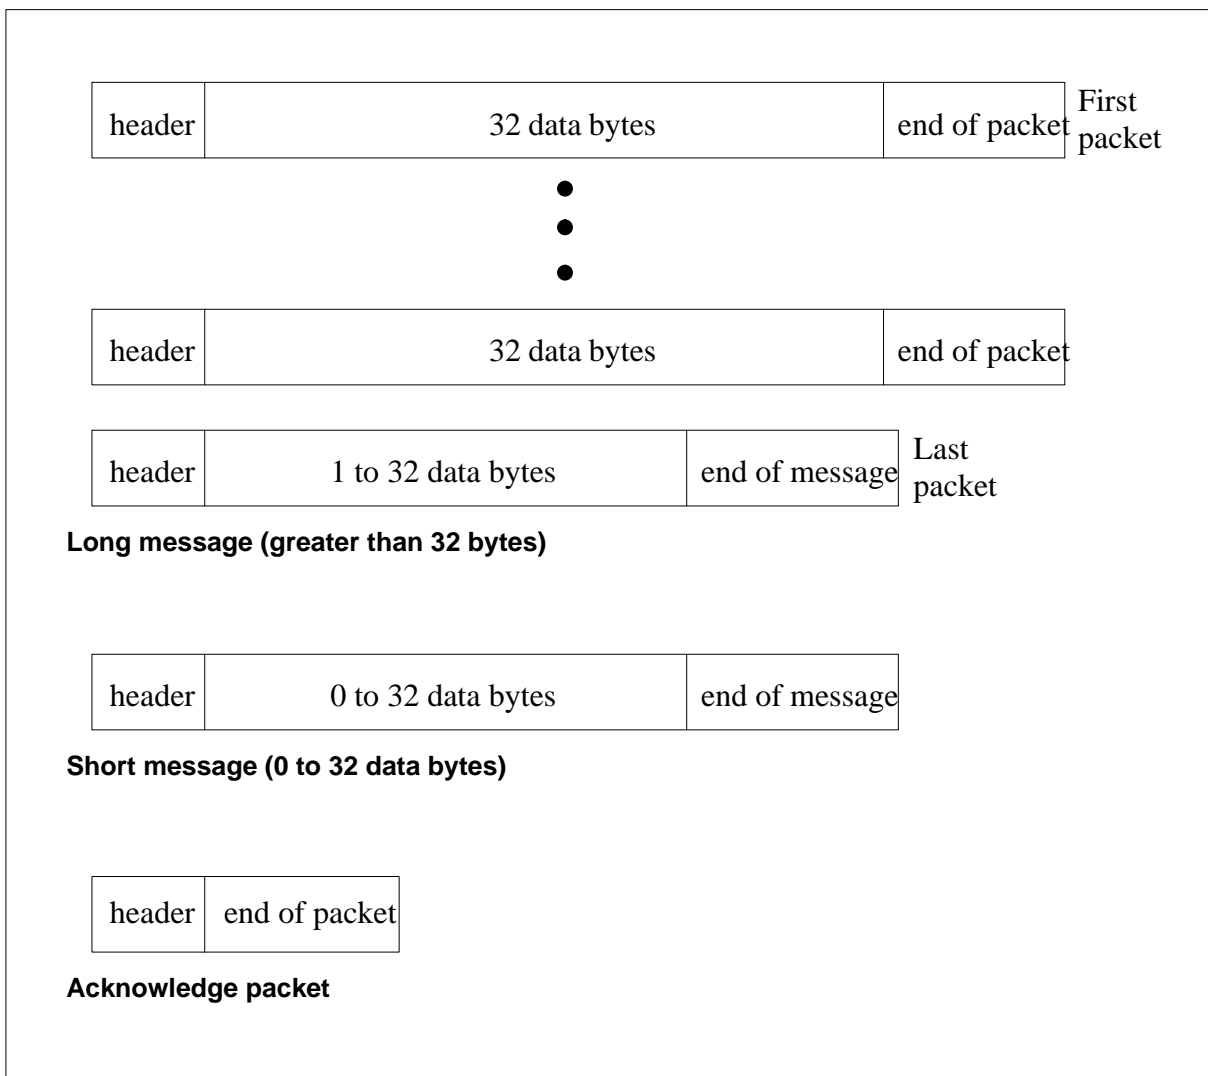 header 32 data bytes end of packet First
packet
header 32 data bytes end of packet
header 1 to 32 data bytes end of message Last
packet
Long message (greater than 32 bytes)
header 0 to 32 data bytes end of message
Short message (0 to 32 data bytes)
header end of packet
Acknowledge packet